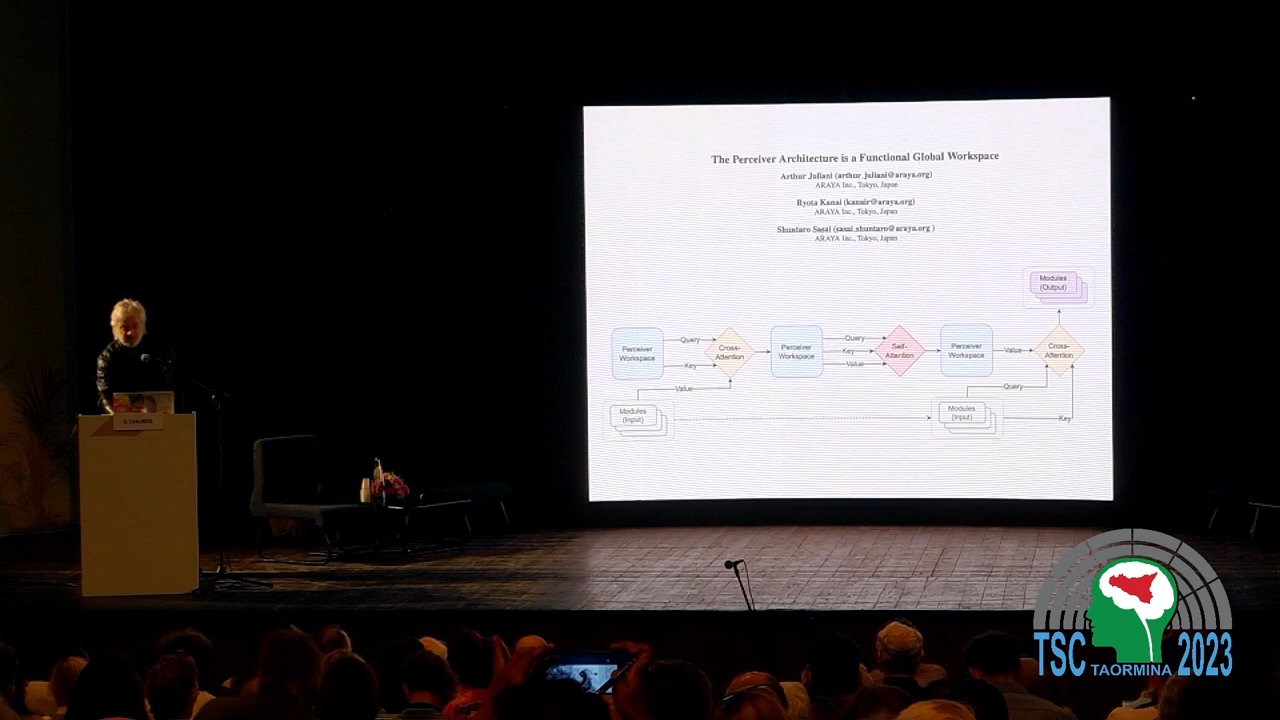 The Perceiver Architecture is a Functional Global Workspace
Arthur Juliani (arthur_juliani@araya.org)
ARAYA Inc., Tokyo, Japan
Ryota Kanai (kanair@araya.org)
ARAYA Inc., Tokyo, Japan
Shuntaro Sasai (sasai_shuntaro@araya.org )
ARAYA Inc., Tokyo, Japan
Modules
(Output)
Perceiver
Workspace
Query
Key
Value
Cross-
Attention
Perceiver
Workspace
Query
Key
Value
Self-
Attention
Perceiver
Workspace
Value
Cross-
Attention
Query
Key
Modules
(Input)
Modules
(Input)
D. CHALMERS
TSC TAORMINA 2023